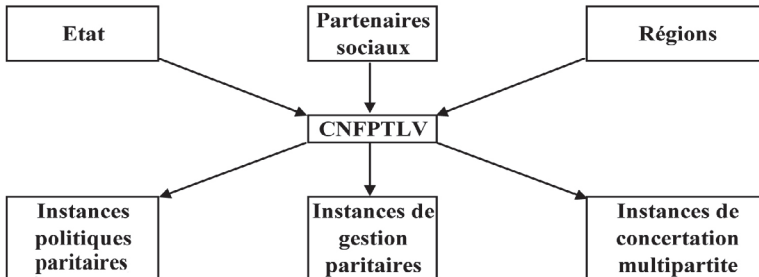 Etat
Partenaires
sociaux
Régions
CNFPTLV
Instances
politiques
paritaires
Instances de
gestion
paritaires
Instances de
concertation
multipartite